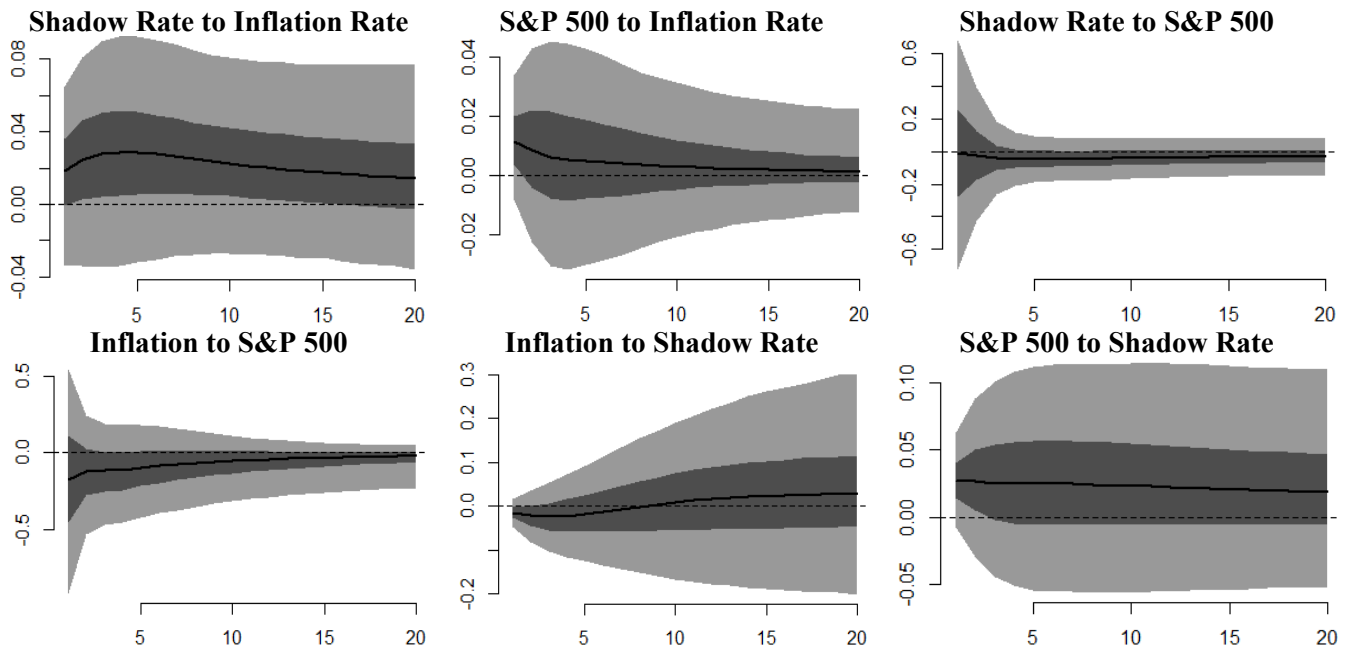 Shadow Rate to Inflation Rate
0.08
0.04
0.00
-0.04
5 10 15 20
S&P 500 to Inflation Rate
0.04
0.02
0.00
-0.02
5 10 15 20
Shadow Rate to S&P 500
0.6
0.2
-0.2
-0.6
5 10 15 20
Inflation to S&P 500
0.5
0.0
-0.5
5 10 15 20
Inflation to Shadow Rate
0.3
0.2
0.1
0.0
-0.2
5 10 15 20
S&P 500 to Shadow Rate
0.10
0.05
0.00
-0.05
5 10 15 20